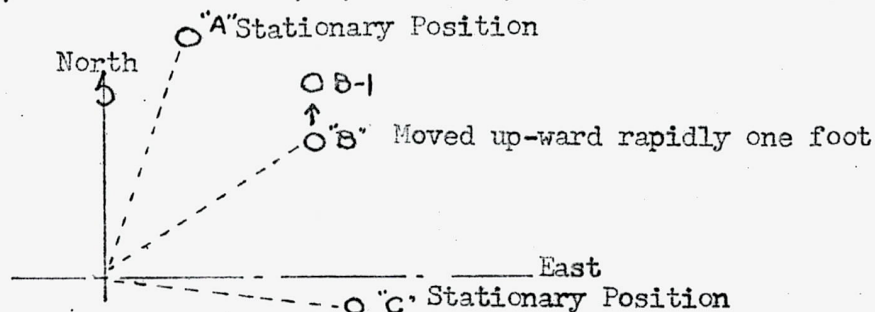 "A" Stationary Position
North
B-1
"B" Moved up-ward rapidly one foot
East
"C" Stationary Position